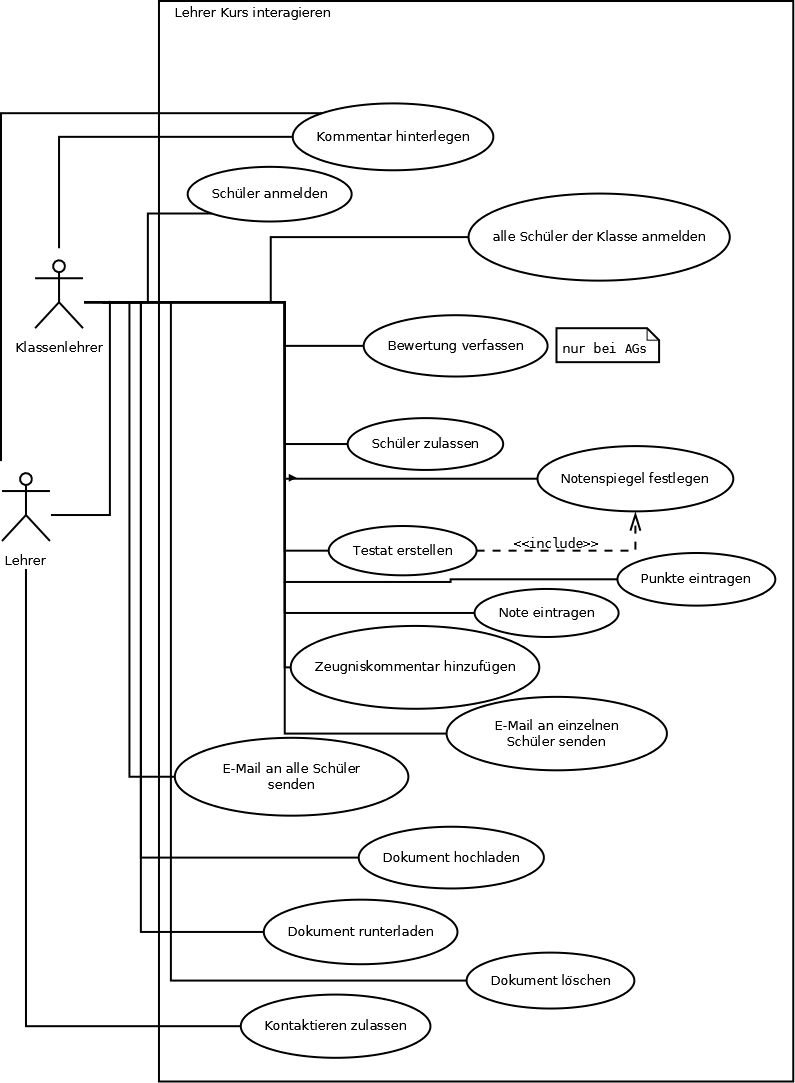 Lehrer Kurs interagieren
Kommentar hinterlegen
Schüler anmelden
alle Schüler der Klasse anmelden
Klassenlehrer
Bewertung verfassen
nur bei AGs
Schüler zulassen
Notenspiegel festlegen
Lehrer
Testat erstellen
<<include>>
Punkte eintragen
Note eintragen
Zeugniskommentar hinzufügen
E-Mail an einzelnen
Schüler senden
E-Mail an alle Schüler
senden
Dokument hochladen
Dokument runterladen
Dokument löschen
Kontaktieren zulassen